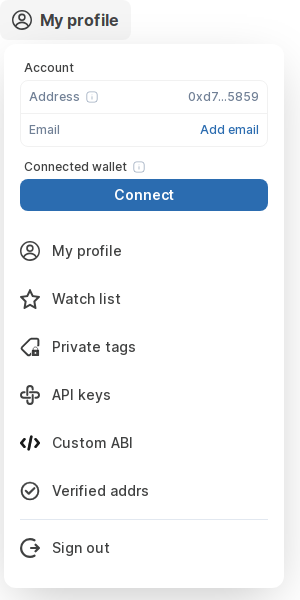 My profile
Account
Address 0xd7...5859
Email Add email
Connected wallet
Connect
My profile
Watch list
Private tags
API keys
Custom ABI
Verified addrs
Sign out